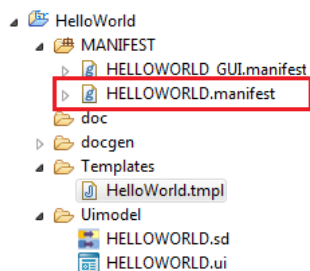 HelloWorld
MANIFEST
HELLOWORLD_GUI.manifest
HELLOWORLD.manifest
doc
docgen
Templates
HelloWorld.tmpl
Uimodel
HELLOWORLD.sd
HELLOWORLD.ui